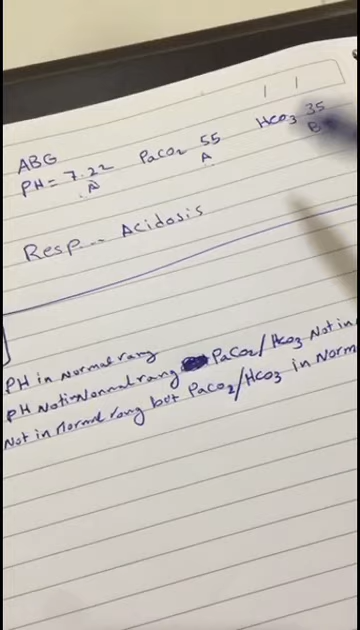 ABG
PH = 7.22 PaCO2 55 HCO3 35
A A B
Resp... Acidosis
PH in Normal rang
PH Not in Normal rang PaCO2/HCO3 Not in
Not in Normal rang but PaCO2/HCO3 in Norm